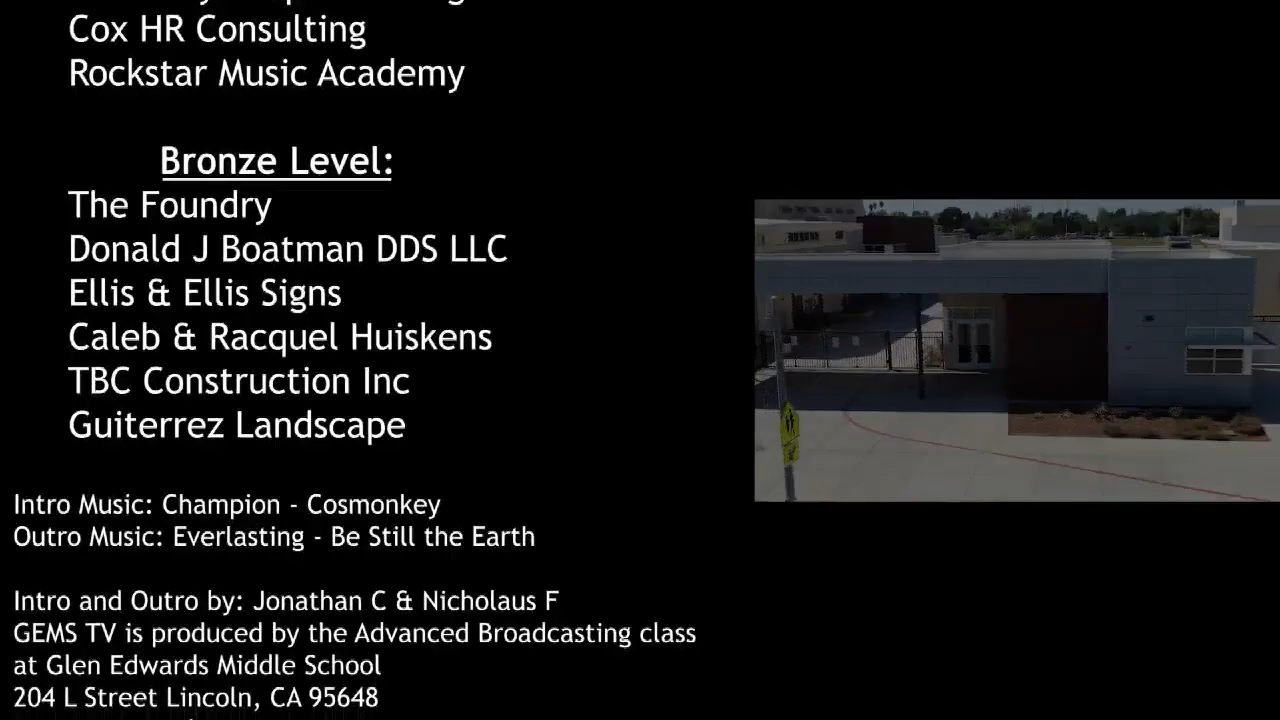 Cox HR Consulting
Rockstar Music Academy
Bronze Level:
The Foundry
Donald J Boatman DDS LLC
Ellis & Ellis Signs
Caleb & Racquel Huiskens
TBC Construction Inc
Guiterrez Landscape
Intro Music: Champion - Cosmonkey
Outro Music: Everlasting - Be Still the Earth
Intro and Outro by: Jonathan C & Nicholaus F
GEMS TV is produced by the Advanced Broadcasting class
at Glen Edwards Middle School
204 L Street Lincoln, CA 95648